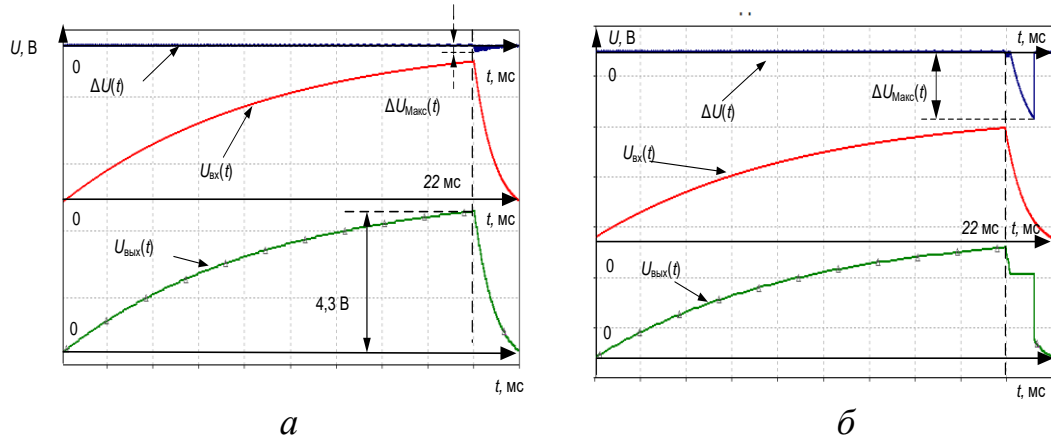 U, В
0
t, мс
ΔU(t)
ΔUМакс(t)
Uвх(t)
22 мс
0
t, мс
Uвых(t)
4,3 В
0
t, мс
а
U, В
t, мс
0
ΔUМакс(t)
ΔU(t)
Uвх(t)
22 мс
t, мс
0
Uвых(t)
0
t, мс
б